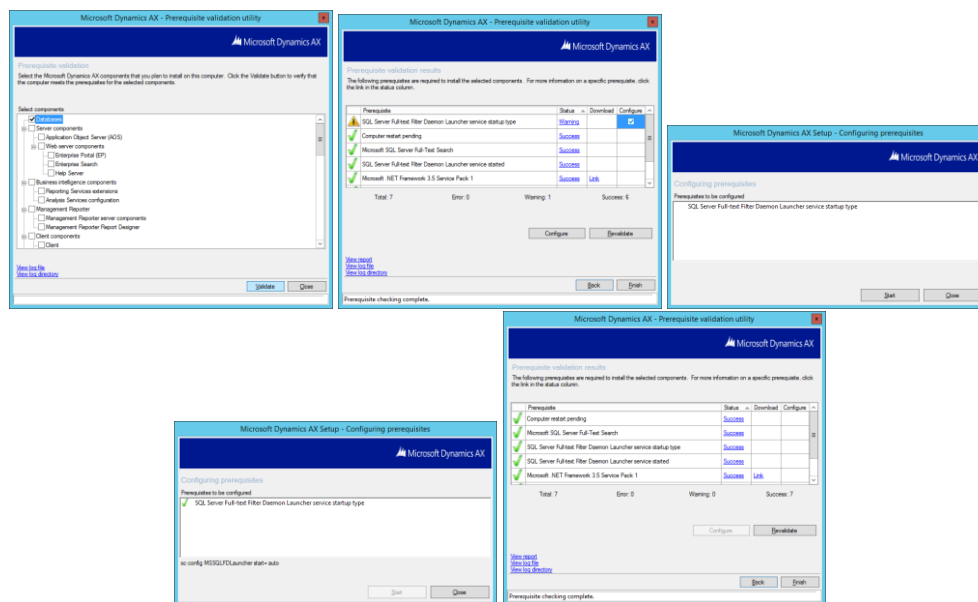 Microsoft Dynamics AX - Prerequisite validation utility
Microsoft Dynamics AX
Prerequisite validation
Select the Microsoft Dynamics AX components that you plan to install on this computer. Click the Validate button to verify that
the computer meets the prerequisites for the selected components.
Select components
Databases
Server components
Application Object Server (AOS)
Web server components
Enterprise Portal (EP)
Enterprise Search
Help Server
Business intelligence components
Reporting Services extensions
Analysis Services configuration
Management Reporter
Management Reporter server components
Management Reporter Report Designer
Client components
Client
View log file
View log directory
Validate Close
Microsoft Dynamics AX - Prerequisite validation utility
Microsoft Dynamics AX
Prerequisite validation results
The following prerequisites are required to install the selected components. For more information on a specific prerequisite, click
the link in the status column.
Prerequisite Status Download Configure
SQL Server Full-text Filter Daemon Launcher service startup type Warning
Computer restart pending Success
Microsoft SQL Server Full-Text Search Success
SQL Server Full-text Filter Daemon Launcher service started Success
Microsoft .NET Framework 3.5 Service Pack 1 Success Link
Total: 7 Error: 0 Warning: 1 Success: 6
Configure Revalidate
View report
View log file
View log directory
Back Finish
Prerequisite checking complete.
Microsoft Dynamics AX Setup - Configuring prerequisites
Microsoft Dynamics AX
Configuring prerequisites
Prerequisites to be configured
SQL Server Full-text Filter Daemon Launcher service startup type
Start Close
Microsoft Dynamics AX Setup - Configuring prerequisites
Microsoft Dynamics AX
Configuring prerequisites
Prerequisites to be configured
SQL Server Full-text Filter Daemon Launcher service startup type
sc config MSSQLFDLauncher start= auto
Start Close
Microsoft Dynamics AX - Prerequisite validation utility
Microsoft Dynamics AX
Prerequisite validation results
The following prerequisites are required to install the selected components. For more information on a specific prerequisite, click
the link in the status column.
Prerequisite Status Download Configure
Computer restart pending Success
Microsoft SQL Server Full-Text Search Success
SQL Server Full-text Filter Daemon Launcher service startup type Success
SQL Server Full-text Filter Daemon Launcher service started Success
Microsoft .NET Framework 3.5 Service Pack 1 Success Link
Total: 7 Error: 0 Warning: 0 Success: 7
Configure Revalidate
View report
View log file
View log directory
Back Finish
Prerequisite checking complete.